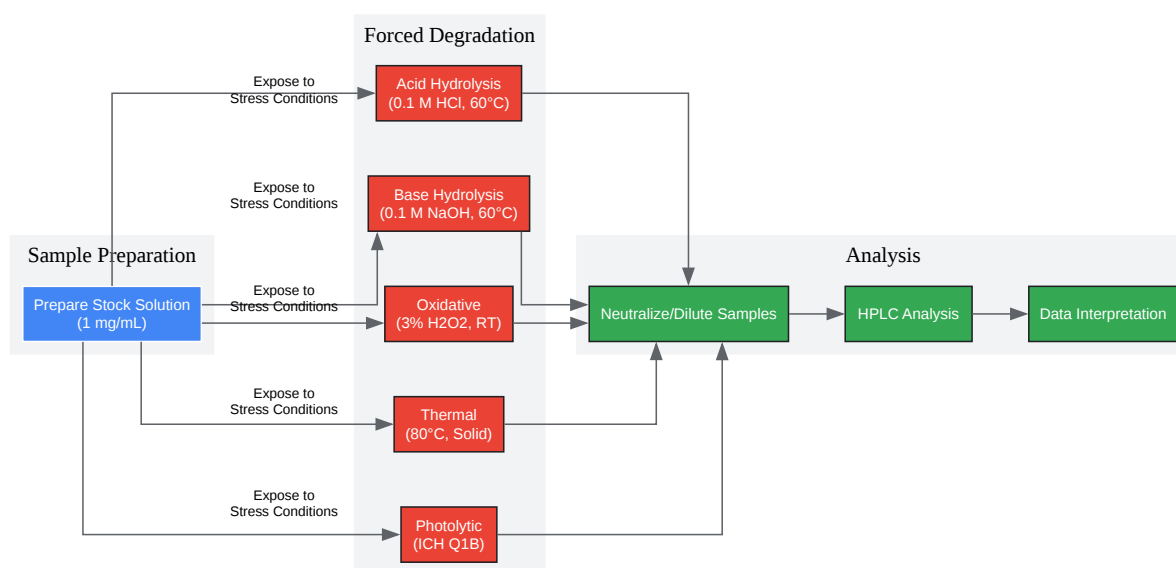 Forced Degradation
Expose to
Stress Conditions
Acid Hydrolysis
(0.1 M HCl, 60°C)
Expose to
Stress Conditions
Base Hydrolysis
(0.1 M NaOH, 60°C)
Sample Preparation
Analysis
Prepare Stock Solution
(1 mg/mL)
Expose to
Stress Conditions
Oxidative
(3% H2O2, RT)
Neutralize/Dilute Samples
HPLC Analysis
Data Interpretation
Expose to
Stress Conditions
Thermal
(80°C, Solid)
Expose to
Stress Conditions
Photolytic
(ICH Q1B)